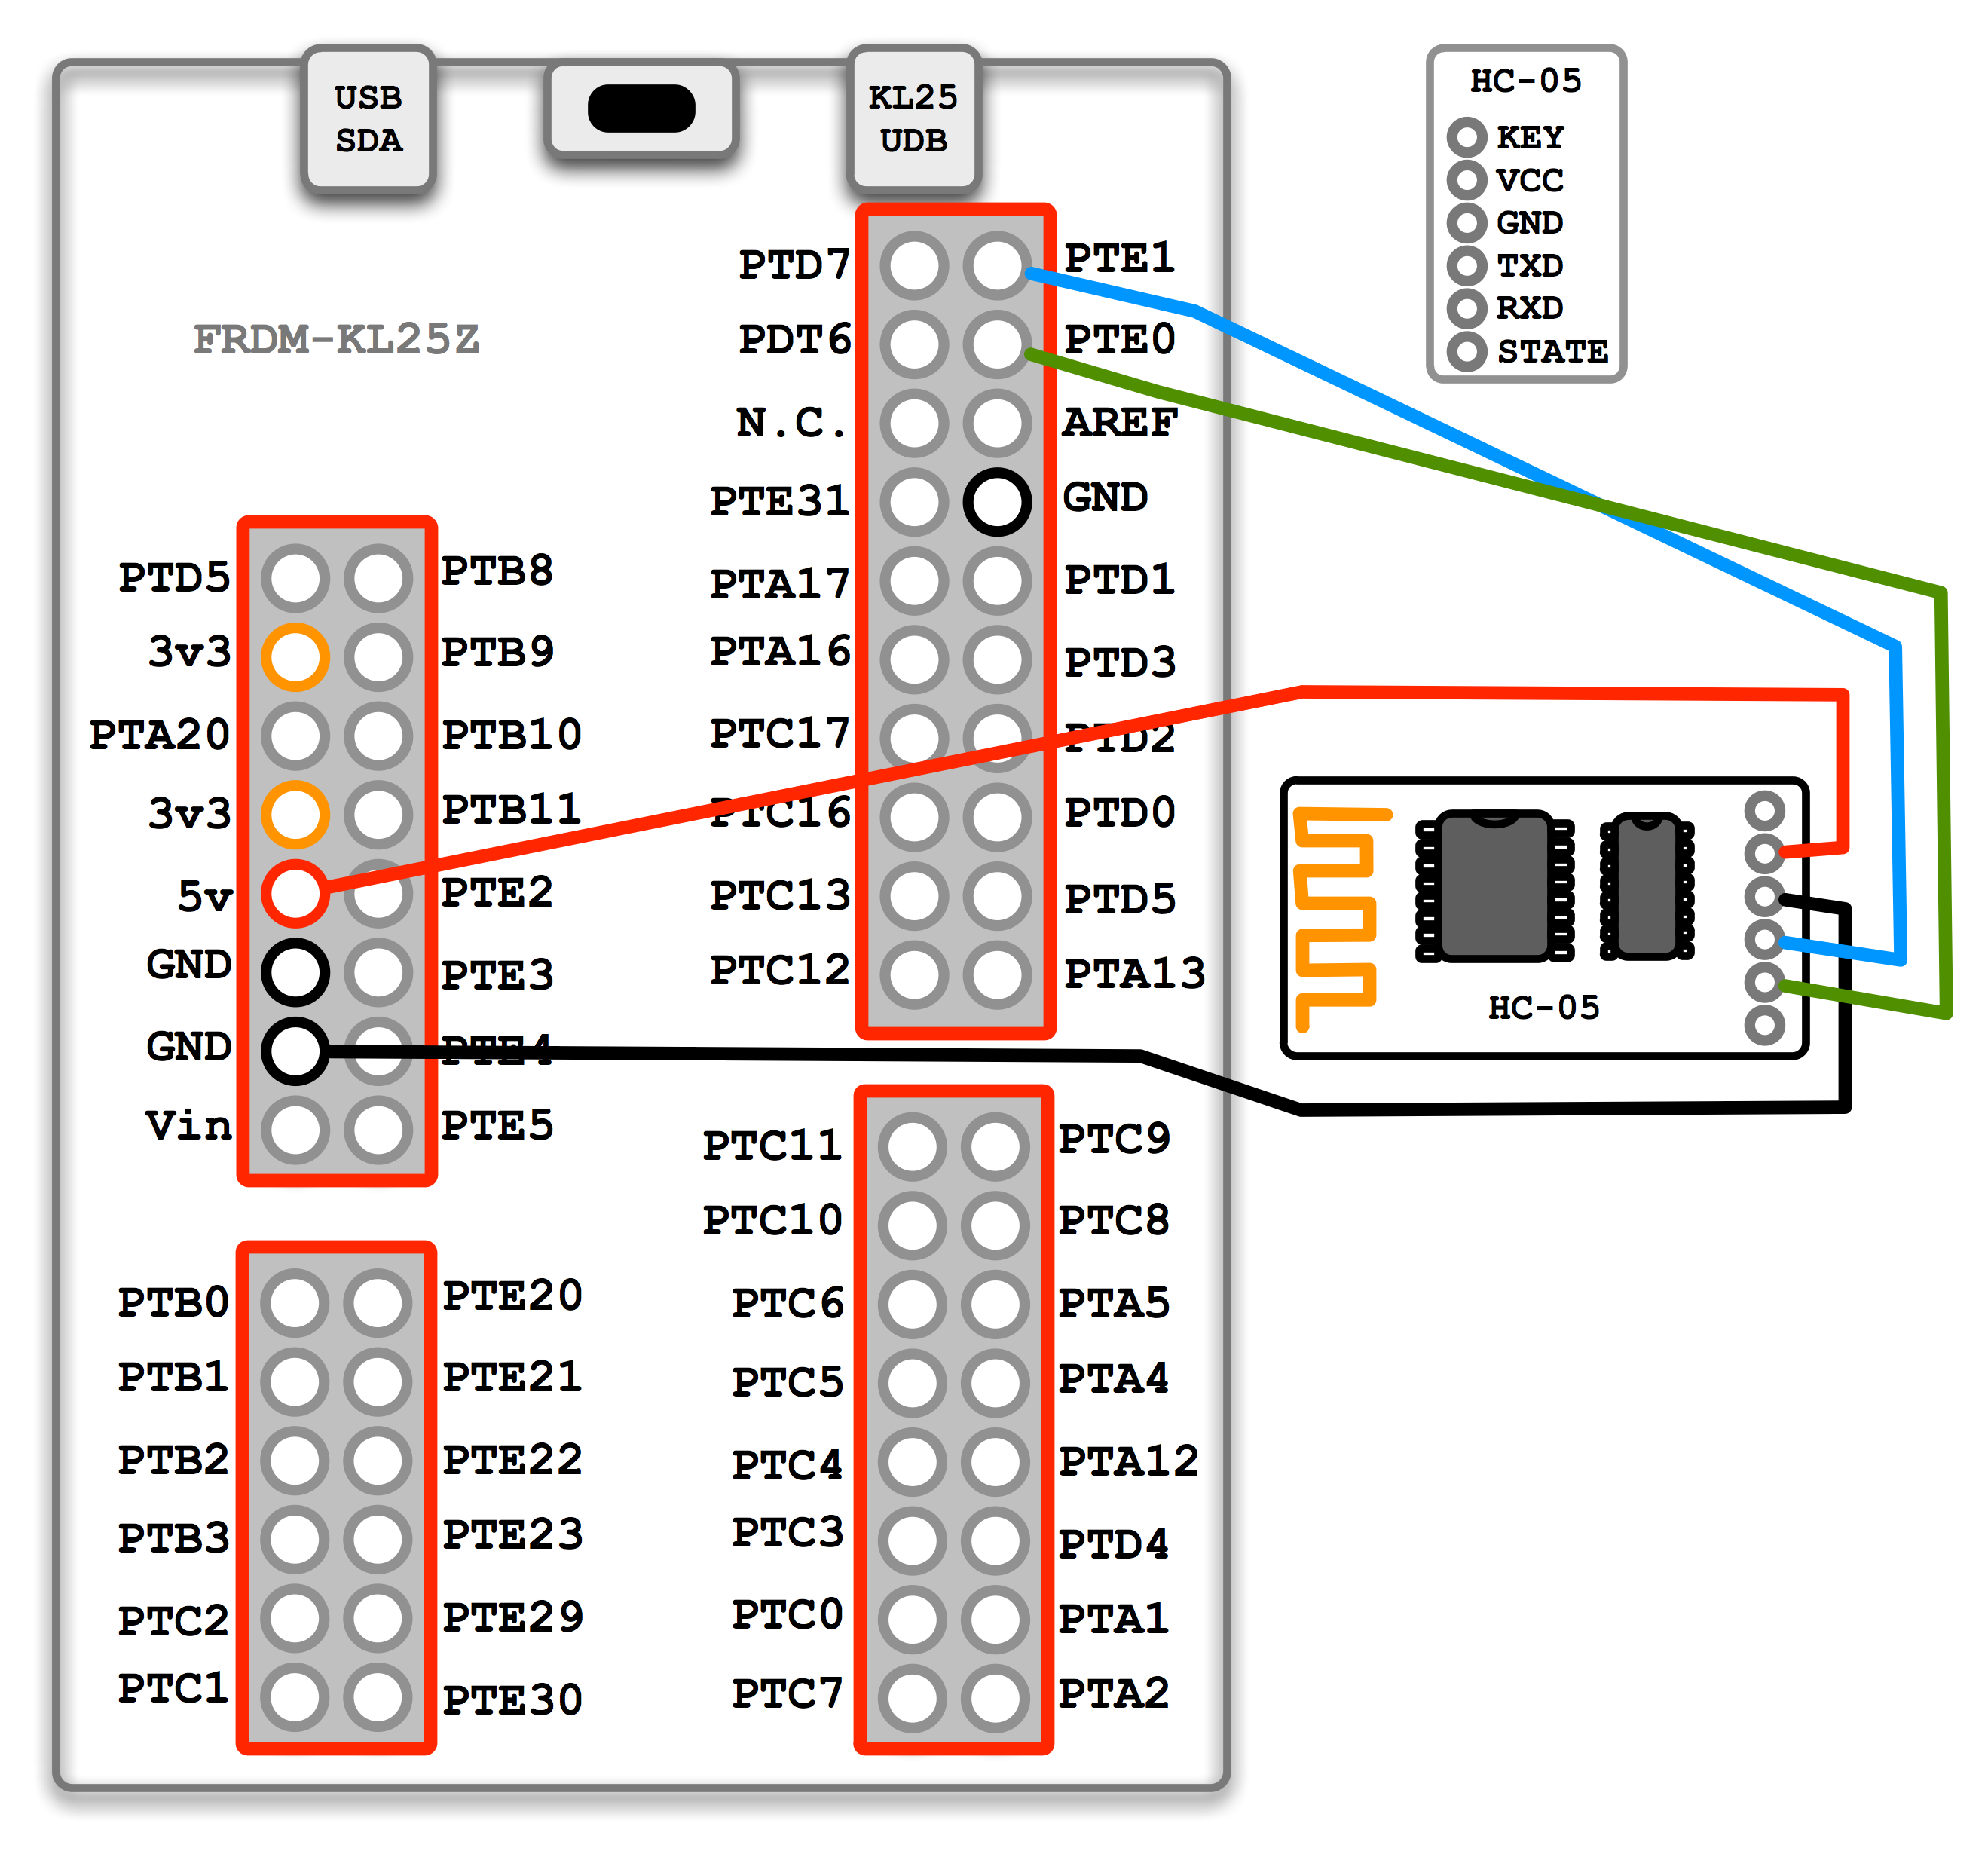 USB
SDA
KL25
UDB
HC-05
KEY
VCC
GND
TXD
RXD
STATE
FRDM-KL25Z
PTD7 PTE1
PDT6 PTE0
N.C. AREF
PTE31 GND
PTA17 PTD1
PTA16 PTD3
PTC17 PTD2
PTC16 PTD0
PTC13 PTD5
PTC12 PTA13
PTD5 PTB8
3v3 PTB9
PTA20 PTB10
3v3 PTB11
5v PTE2
GND PTE3
GND PTE4
Vin PTE5
HC-05
PTC11 PTC9
PTC10 PTC8
PTC6 PTA5
PTC5 PTA4
PTC4 PTA12
PTC3 PTD4
PTC0 PTA1
PTC7 PTA2
PTB0 PTE20
PTB1 PTE21
PTB2 PTE22
PTB3 PTE23
PTC2 PTE29
PTC1 PTE30